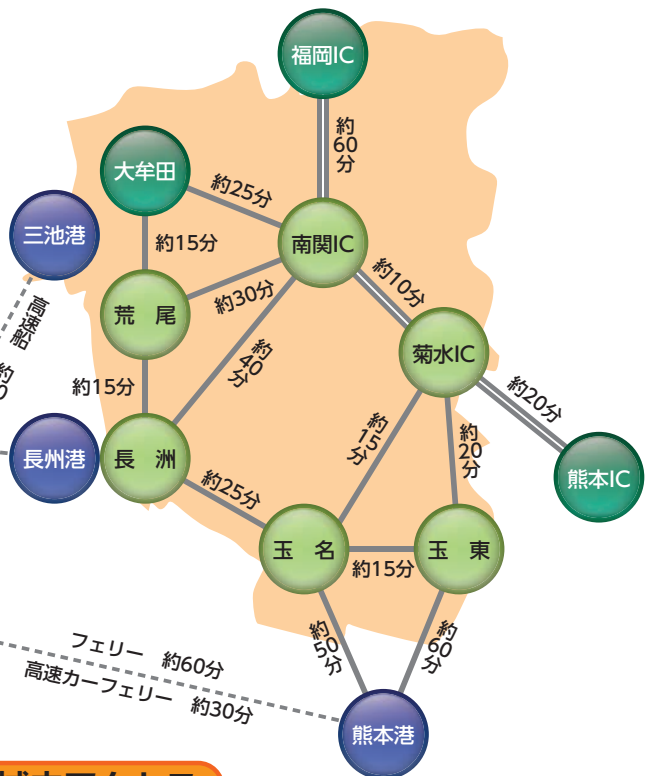 福岡IC
約60分
大牟田
約25分
三池港
約15分
南関IC
荒尾
約30分
約10分
高速船
約40分
菊水IC
約15分
約20分
長州港
長洲
約15分
約20分
熊本IC
約25分
玉名
約15分
玉東
約50分
約60分
フェリー 約60分
高速カーフェリー 約30分
熊本港